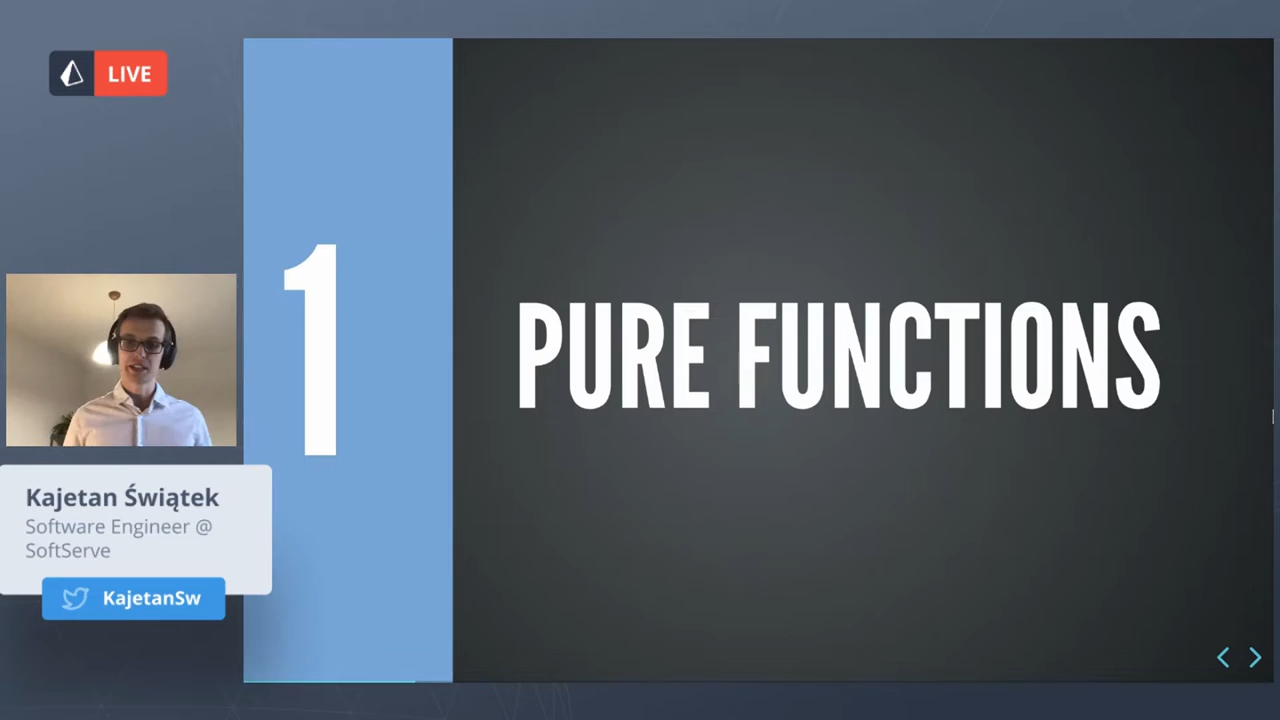 LIVE
1
PURE FUNCTIONS
Kajetan Świątek
Software Engineer @
SoftServe
KajetanSw